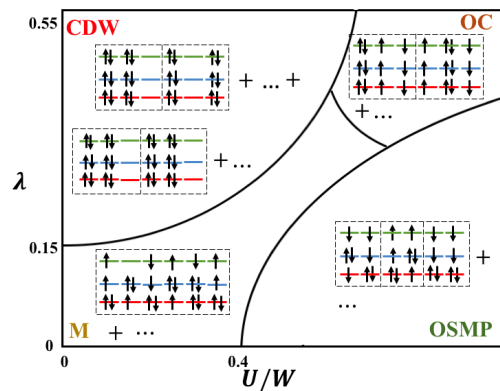 0.55
CDW
OC
+ ... +
+ ...
+ ...
λ
0.15
+
...
M
+ ...
OSMP
0
0
0.4
U/W